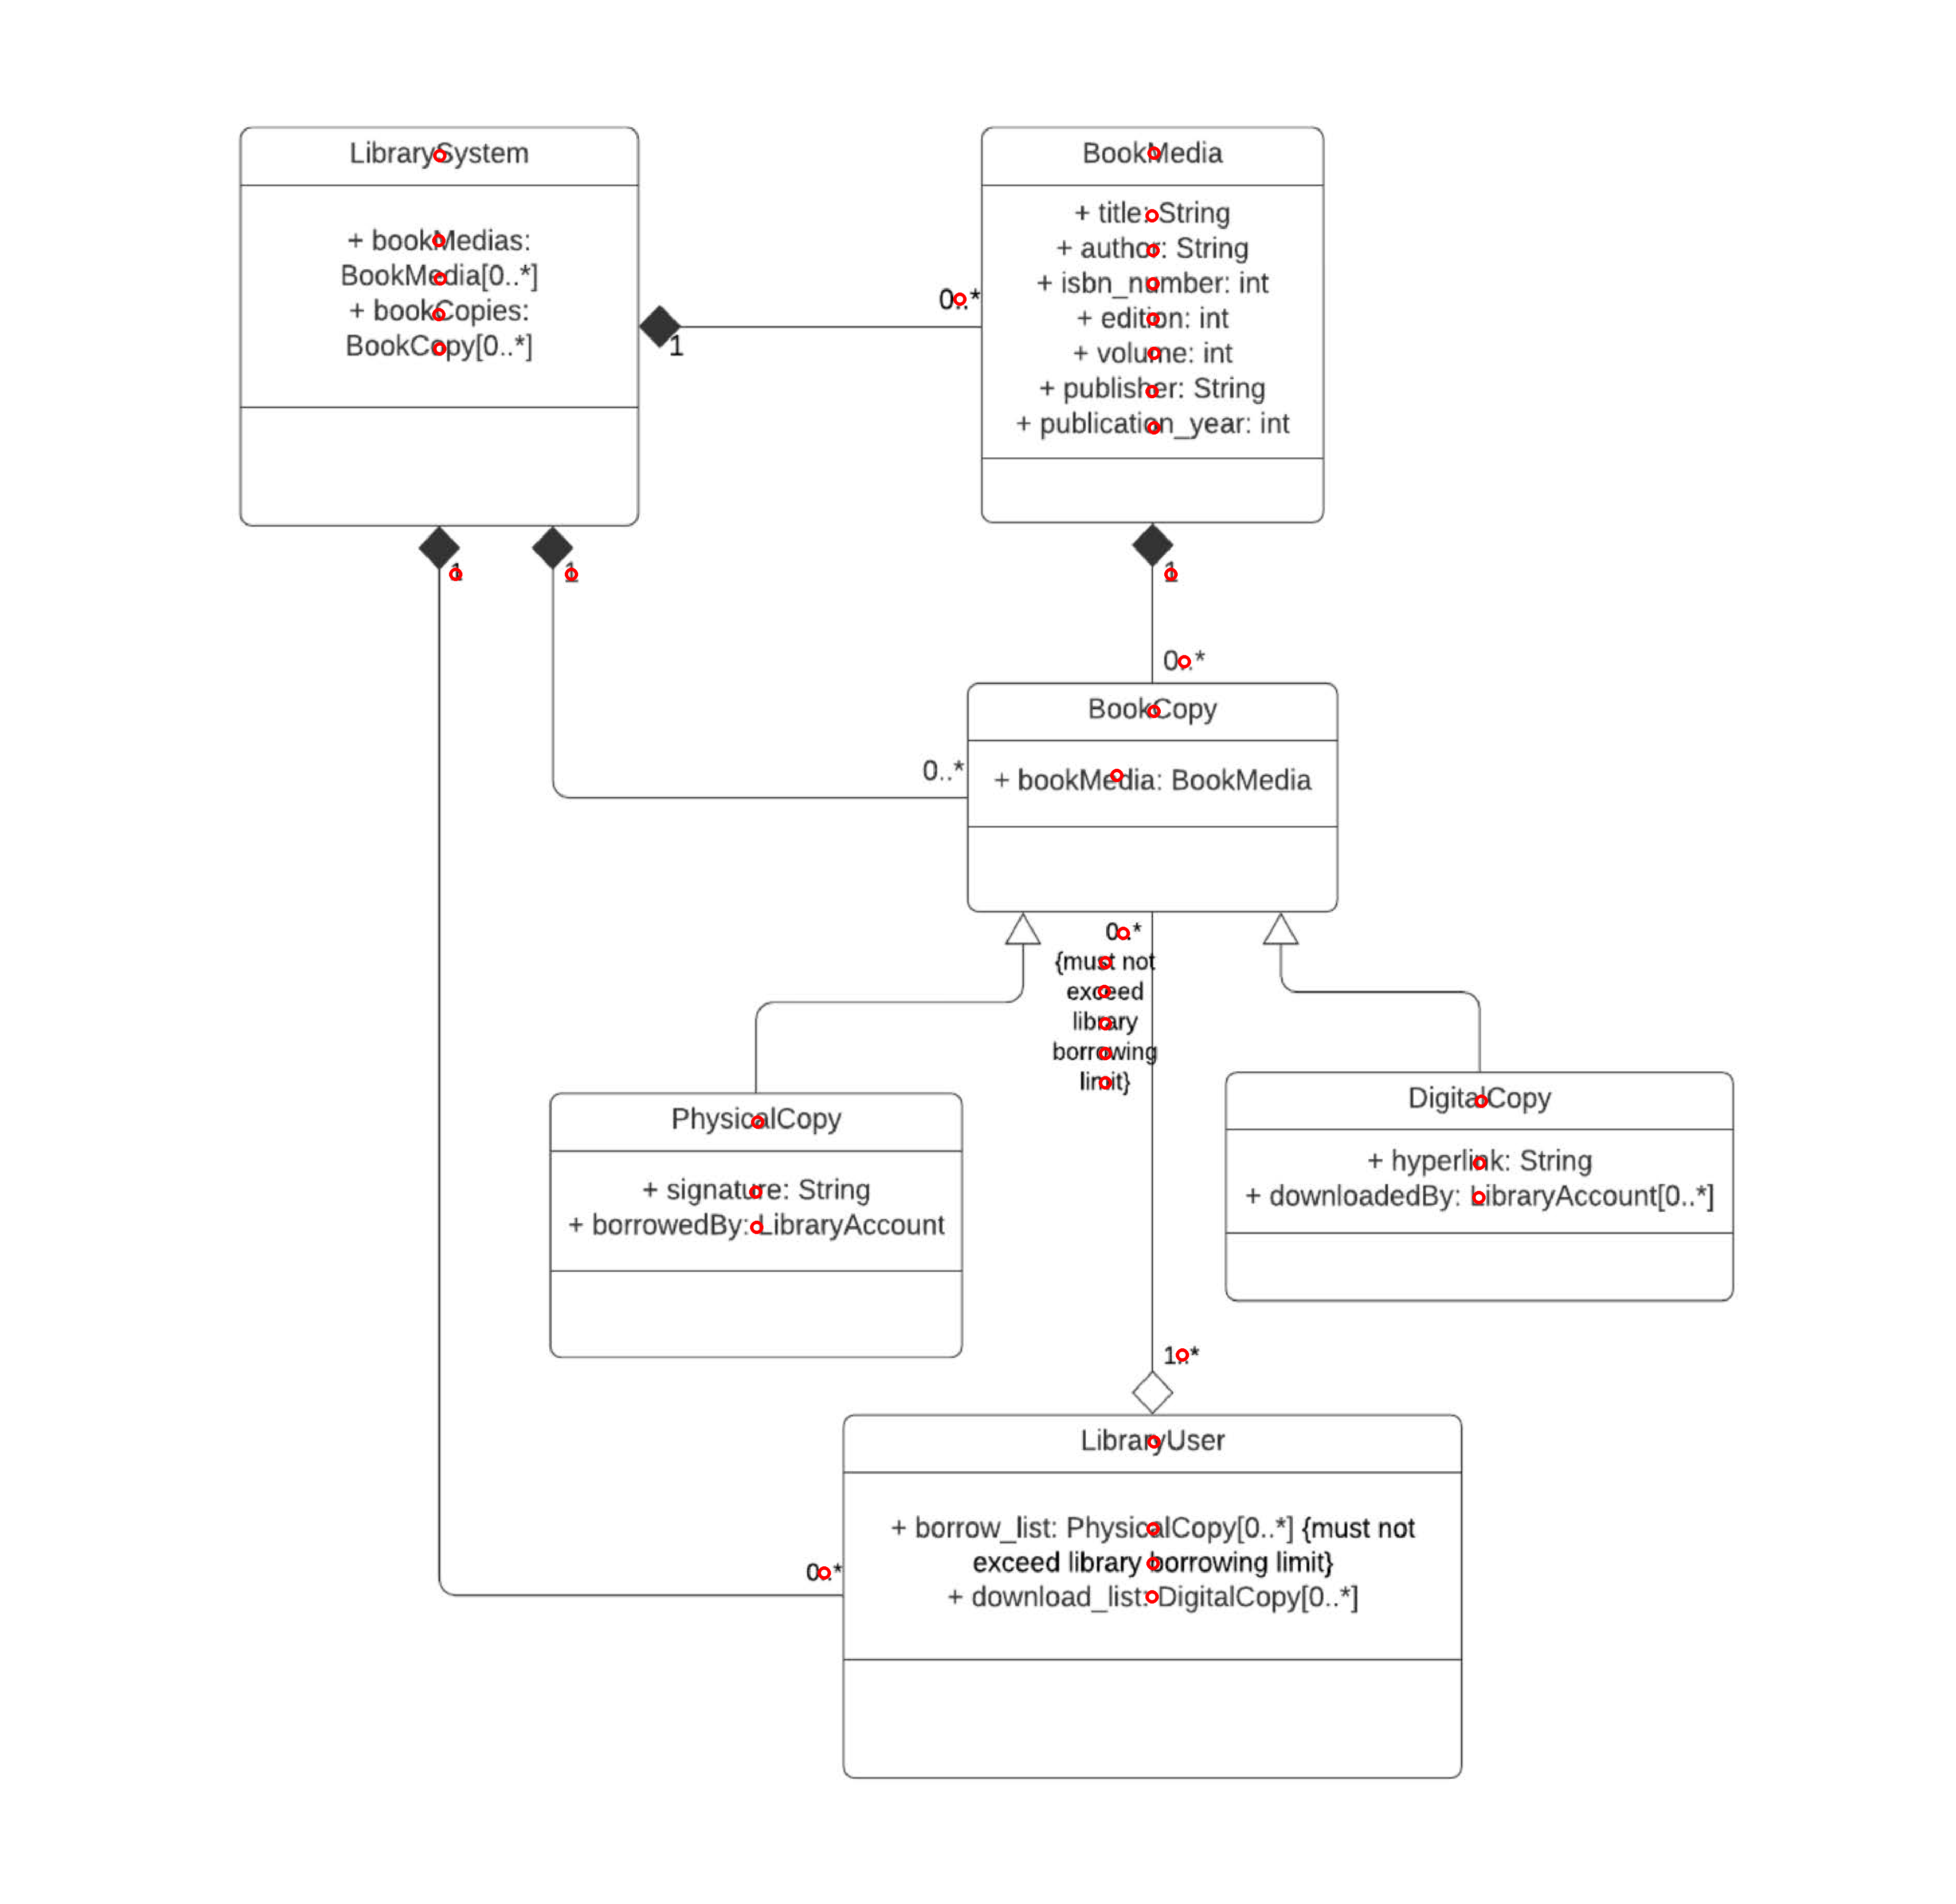 LibrarySystem
+ bookMedias:
BookMedia[0..*]
+ bookCopies:
BookCopy[0..*]
1
0..*
BookMedia
+ title: String
+ author: String
+ isbn_number: int
+ edition: int
+ volume: int
+ publisher: String
+ publication_year: int
1
1
1
0..*
0..*
BookCopy
+ bookMedia: BookMedia
0..*
{must not
exceed
library
borrowing
limit}
PhysicalCopy
+ signature: String
+ borrowedBy: LibraryAccount
DigitalCopy
+ hyperlink: String
+ downloadedBy: LibraryAccount[0..*]
1..*
0..*
LibraryUser
+ borrow_list: PhysicalCopy[0..*] {must not
exceed library borrowing limit}
+ download_list: DigitalCopy[0..*]